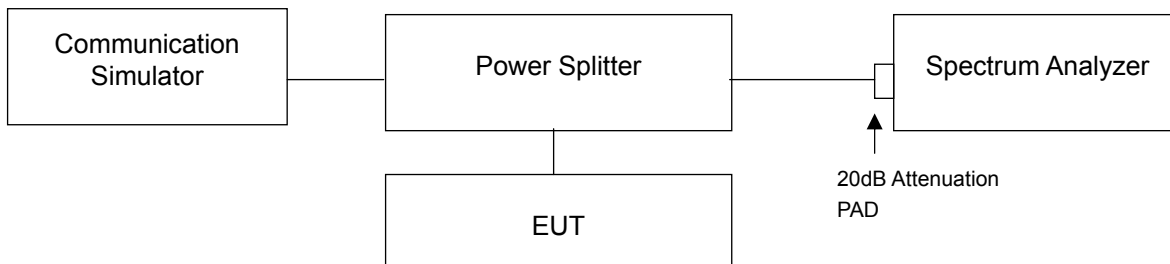 Communication
Simulator
Power Splitter
Spectrum Analyzer
20dB Attenuation
PAD
EUT